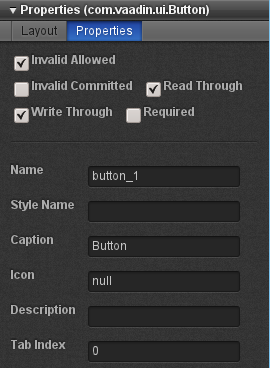 Properties (com.vaadin.ui.Button)
Layout Properties
Invalid Allowed
Invalid Committed Read Through
Write Through Required
Name button_1
Style Name
Caption Button
Icon null
Description
Tab Index 0